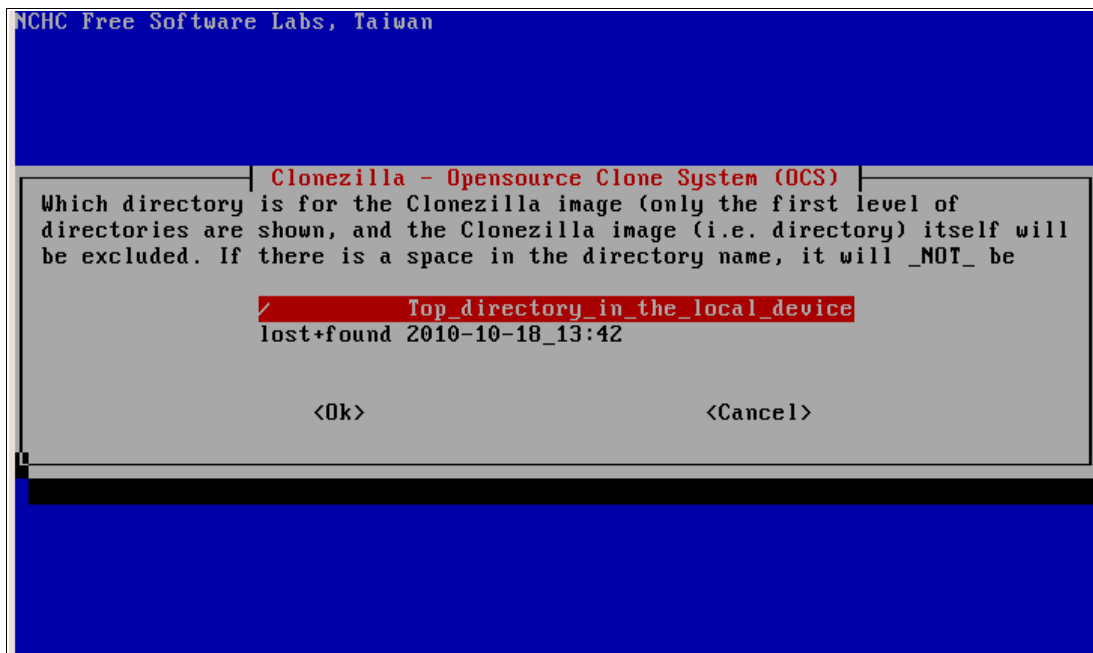 NCHC Free Software Labs, Taiwan
Clonezilla - Opensource Clone System (OCS)
Which directory is for the Clonezilla image (only the first level of
directories are shown, and the Clonezilla image (i.e. directory) itself will
be excluded. If there is a space in the directory name, it will _NOT_ be
/ Top_directory_in_the_local_device
lost+found 2010-10-18_13:42
<Ok> <Cancel>